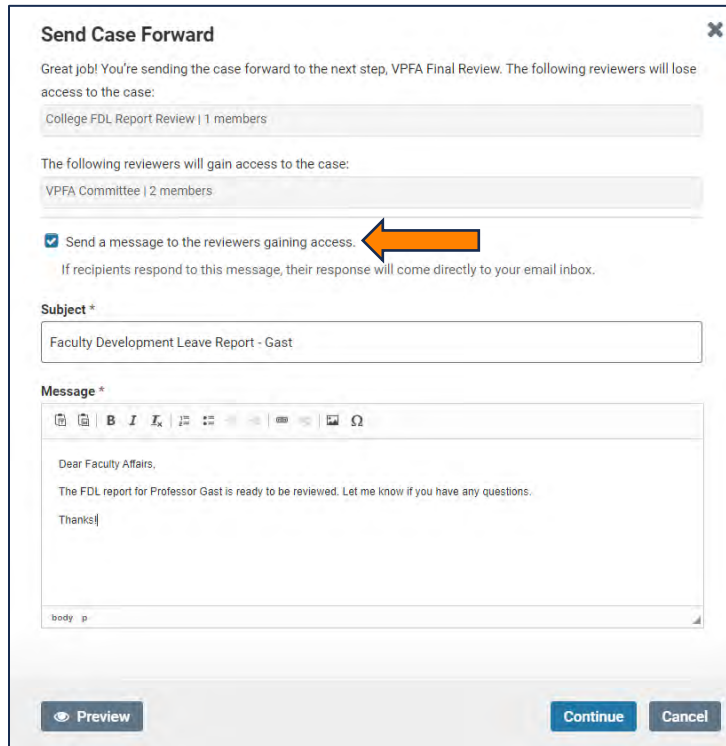 Send Case Forward
Great job! You're sending the case forward to the next step, VPFA Final Review. The following reviewers will lose
access to the case:
College FDL Report Review | 1 members
The following reviewers will gain access to the case:
VPFA Committee | 2 members
Send a message to the reviewers gaining access.
If recipients respond to this message, their response will come directly to your email inbox.
Subject *
Faculty Development Leave Report - Gast
Message *
B I Ix Ω
Dear Faculty Affairs,
The FDL report for Professor Gast is ready to be reviewed. Let me know if you have any questions.
Thanks!
body p
Preview Continue Cancel